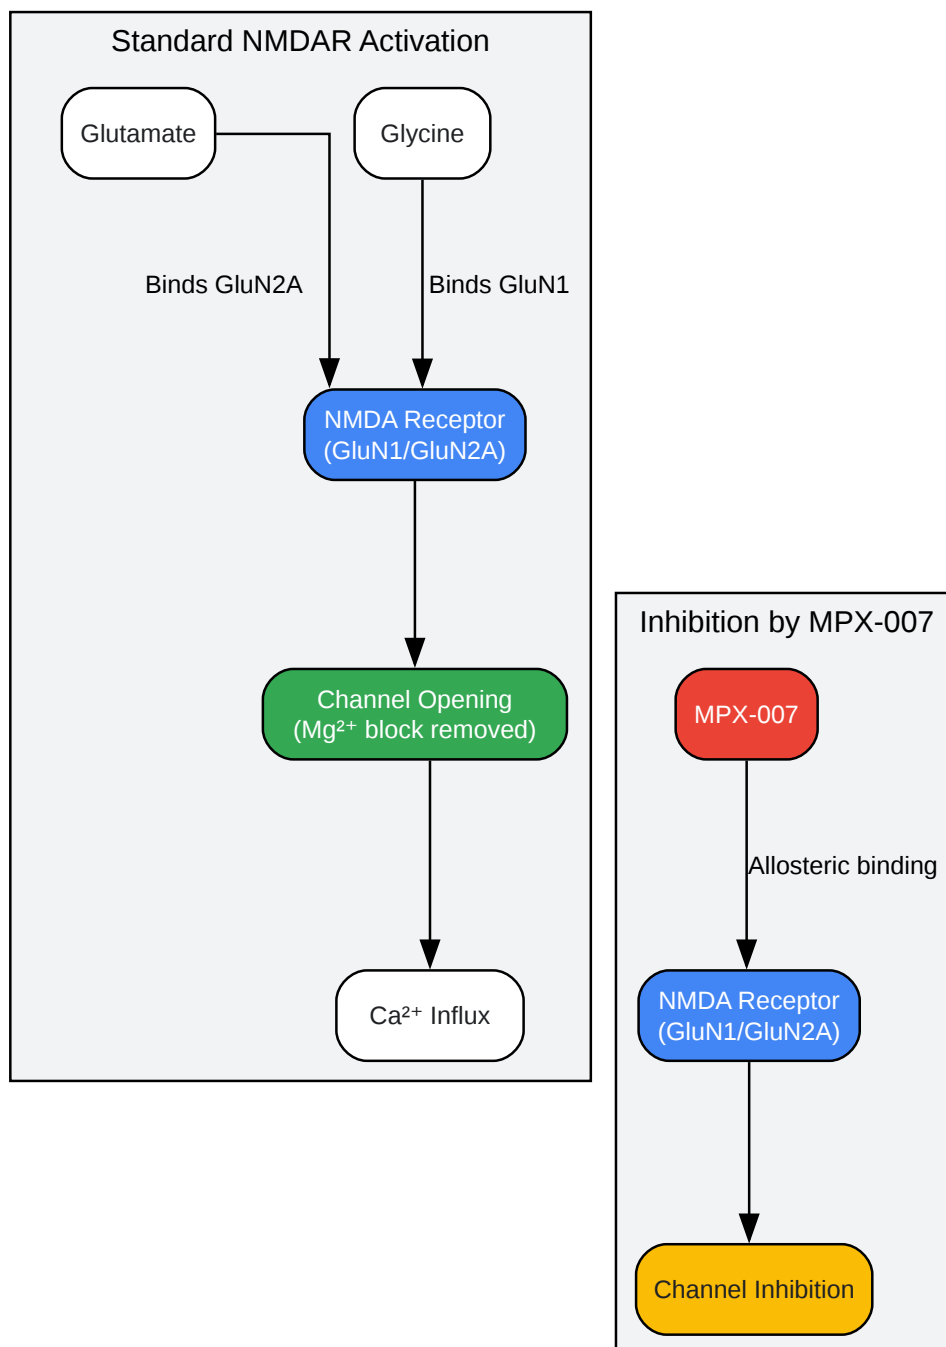 Standard NMDAR Activation
Glutamate
Glycine
Binds GluN2A
Binds GluN1
NMDA Receptor
(GluN1/GluN2A)
Channel Opening
(Mg²⁺ block removed)
Ca²⁺ Influx
Inhibition by MPX-007
MPX-007
Allosteric binding
NMDA Receptor
(GluN1/GluN2A)
Channel Inhibition